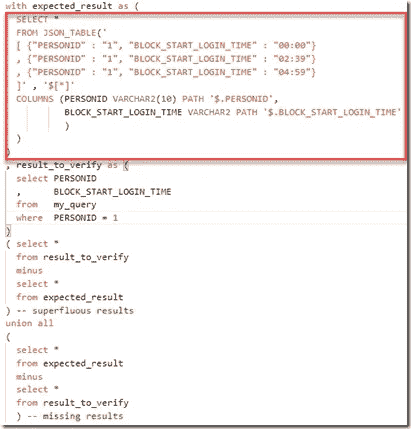 with expected_result as (
SELECT *
FROM JSON_TABLE('
[ {"PERSONID" : "1", "BLOCK_START_LOGIN_TIME" : "00:00"}
, {"PERSONID" : "1", "BLOCK_START_LOGIN_TIME" : "02:39"}
, {"PERSONID" : "1", "BLOCK_START_LOGIN_TIME" : "04:59"}
]' , '$[*]'
COLUMNS (PERSONID VARCHAR2(10) PATH '$.PERSONID',
BLOCK_START_LOGIN_TIME VARCHAR2 PATH '$.BLOCK_START_LOGIN_TIME'
)
)
)
, result_to_verify as (
select PERSONID
, BLOCK_START_LOGIN_TIME
from my_query
where PERSONID = 1
)
( select *
from result_to_verify
minus
select *
from expected_result
) -- superfluous results
union all
(
select *
from expected_result
minus
select *
from result_to_verify
) -- missing results